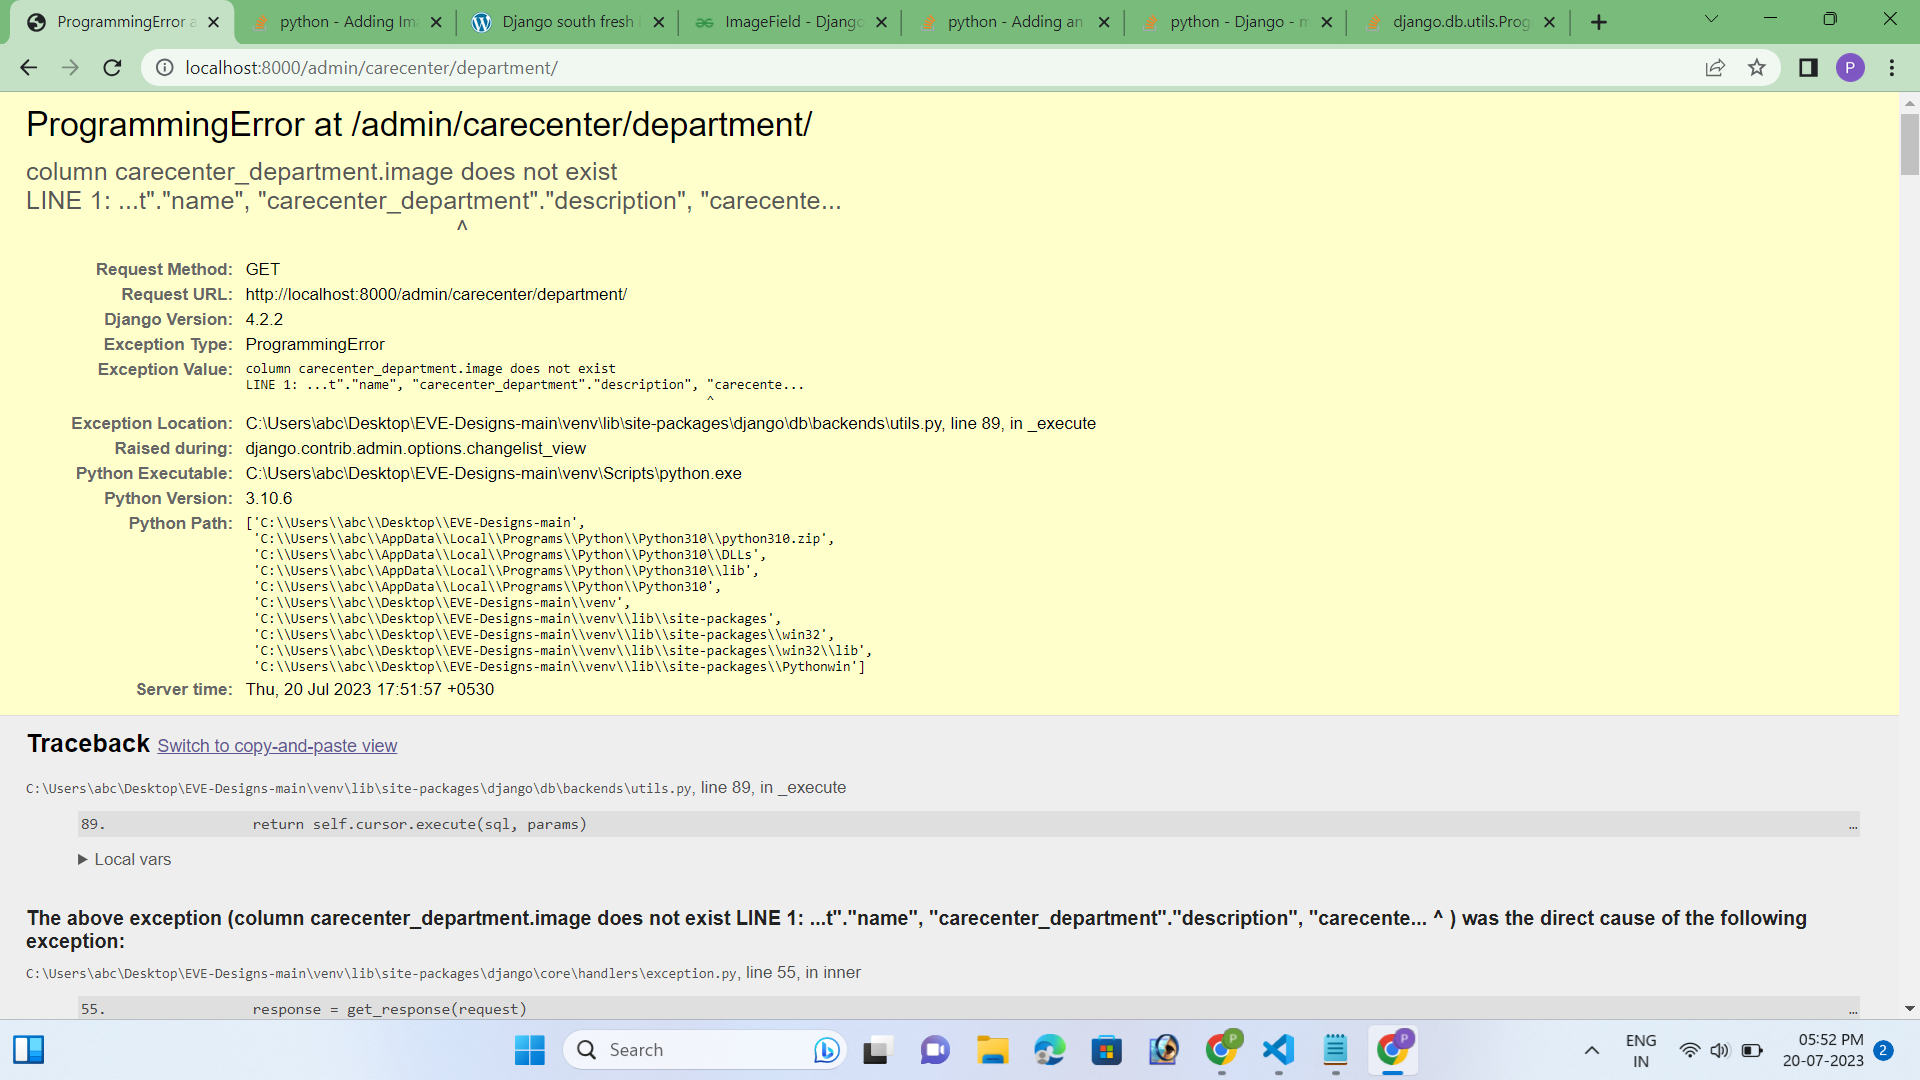 ProgrammingError a
python - Adding Im
Django south fresh
ImageField - Django
python - Adding an
python - Django - m
django.db.utils.Prog
localhost:8000/admin/carecenter/department/
P
ProgrammingError at /admin/carecenter/department/
column carecenter_department.image does not exist
LINE 1: ...t"."name", "carecenter_department"."description", "carecente...
^
Request Method: GET
Request URL: http://localhost:8000/admin/carecenter/department/
Django Version: 4.2.2
Exception Type: ProgrammingError
Exception Value: column carecenter_department.image does not exist
LINE 1: ...t"."name", "carecenter_department"."description", "carecente...
^
Exception Location: C:\Users\abc\Desktop\EVE-Designs-main\venv\lib\site-packages\django\db\backends\utils.py, line 89, in _execute
Raised during: django.contrib.admin.options.changelist_view
Python Executable: C:\Users\abc\Desktop\EVE-Designs-main\venv\Scripts\python.exe
Python Version: 3.10.6
Python Path: ['C:\\Users\\abc\\Desktop\\EVE-Designs-main',
'C:\\Users\\abc\\AppData\\Local\\Programs\\Python\\Python310\\python310.zip',
'C:\\Users\\abc\\AppData\\Local\\Programs\\Python\\Python310\\DLLs',
'C:\\Users\\abc\\AppData\\Local\\Programs\\Python\\Python310\\lib',
'C:\\Users\\abc\\AppData\\Local\\Programs\\Python\\Python310',
'C:\\Users\\abc\\Desktop\\EVE-Designs-main\\venv',
'C:\\Users\\abc\\Desktop\\EVE-Designs-main\\venv\\lib\\site-packages',
'C:\\Users\\abc\\Desktop\\EVE-Designs-main\\venv\\lib\\site-packages\\win32',
'C:\\Users\\abc\\Desktop\\EVE-Designs-main\\venv\\lib\\site-packages\\win32\\lib',
'C:\\Users\\abc\\Desktop\\EVE-Designs-main\\venv\\lib\\site-packages\\Pythonwin']
Server time: Thu, 20 Jul 2023 17:51:57 +0530
Traceback Switch to copy-and-paste view
C:\Users\abc\Desktop\EVE-Designs-main\venv\lib\site-packages\django\db\backends\utils.py, line 89, in _execute
89. return self.cursor.execute(sql, params) …
▶ Local vars
The above exception (column carecenter_department.image does not exist LINE 1: ...t"."name", "carecenter_department"."description", "carecente... ^ ) was the direct cause of the following
exception:
C:\Users\abc\Desktop\EVE-Designs-main\venv\lib\site-packages\django\core\handlers\exception.py, line 55, in inner
55. response = get_response(request) …
Search
P
P
ENG
IN
05:52 PM
20-07-2023
2